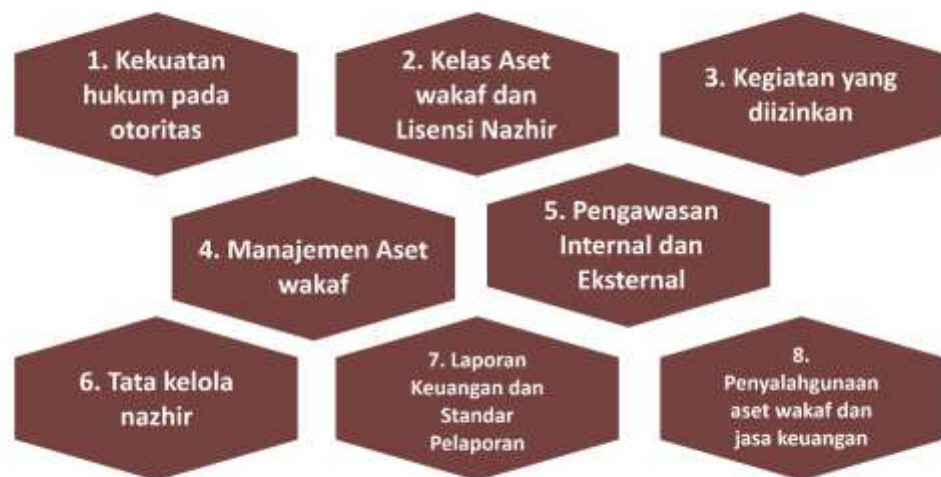 1. Kekuatan
hukum pada
otoritas
2. Kelas Aset
wakaf dan
Lisensi Nazhir
3. Kegiatan yang
diizinkan
4. Manajemen Aset
wakaf
5. Pengawasan
Internal dan
Eksternal
6. Tata kelola
nazhir
7. Laporan
Keuangan dan
Standar
Pelaporan
8.
Penyalahgunaan
aset wakaf dan
jasa keuangan